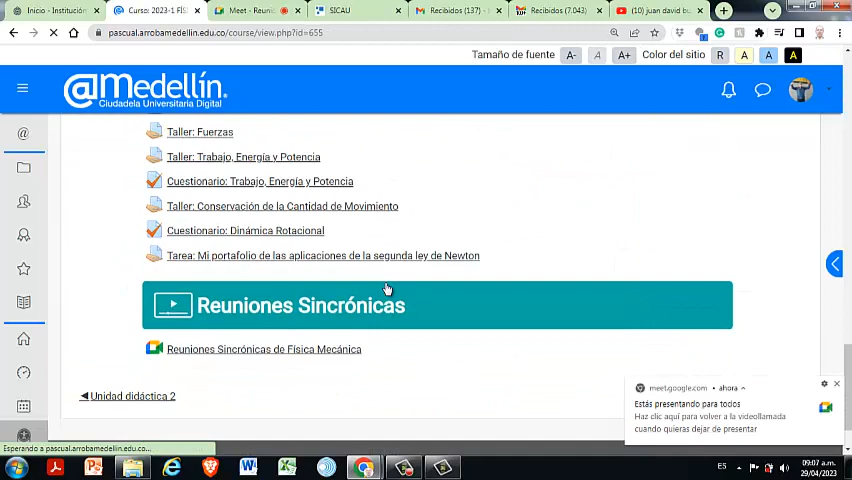 Inicio - Institución
Curso: 2023-1 FÍS
Meet - Reunio
SICAU
Recibidos (137) -
Recibidos (7.043)
(10) juan david bu
pascual.arrobamedellin.edu.co/course/view.php?id=655
Tamaño de fuente A- A A+ Color del sitio R A A A
@Medellín.
Ciudadela Universitaria Digital
Taller: Fuerzas
Taller: Trabajo, Energía y Potencia
Cuestionario: Trabajo, Energía y Potencia
Taller: Conservación de la Cantidad de Movimiento
Cuestionario: Dinámica Rotacional
Tarea: Mi portafolio de las aplicaciones de la segunda ley de Newton
Reuniones Sincrónicas
Reuniones Sincrónicas de Física Mecánica
Unidad didáctica 2
meet.google.com • ahora
Estás presentando para todos
Haz clic aquí para volver a la videollamada
cuando quieras dejar de presentar
Esperando a pascual.arrobamedellin.edu.co...
ES
09:07 a.m.
29/04/2023